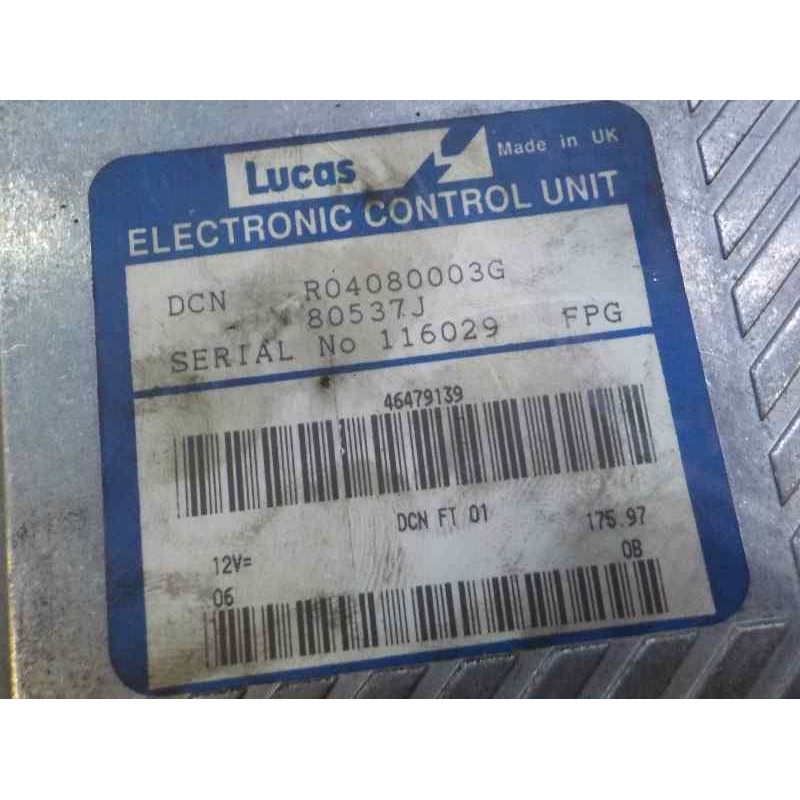 Lucas Made in UK
ELECTRONIC CONTROL UNIT
DCN R04080003G
80537J
SERIAL No 116029 FPG
46479139
DCN FT 01 175.97
12V= 0B
06